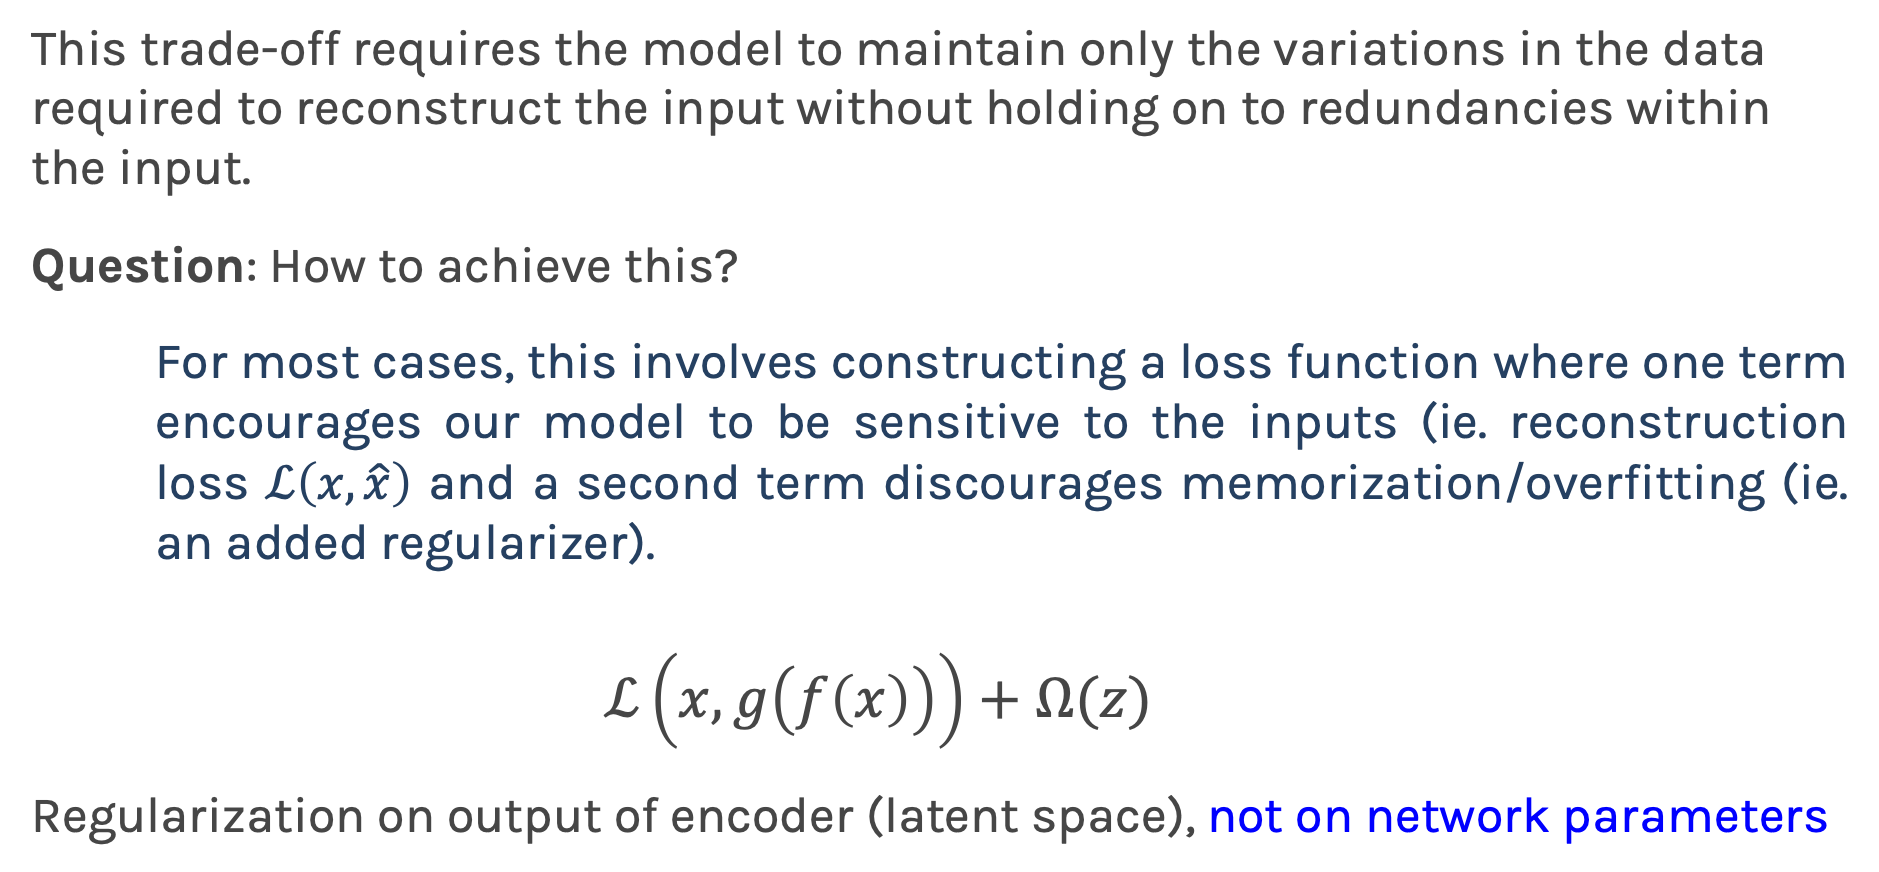 This trade-off requires the model to maintain only the variations in the data
required to reconstruct the input without holding on to redundancies within
the input.
Question: How to achieve this?
For most cases, this involves constructing a loss function where one term
encourages our model to be sensitive to the inputs (ie. reconstruction
loss ℒ(x, x̂) and a second term discourages memorization/overfitting (ie.
an added regularizer).
ℒ(x, g(f(x))) + Ω(z)
Regularization on output of encoder (latent space), not on network parameters